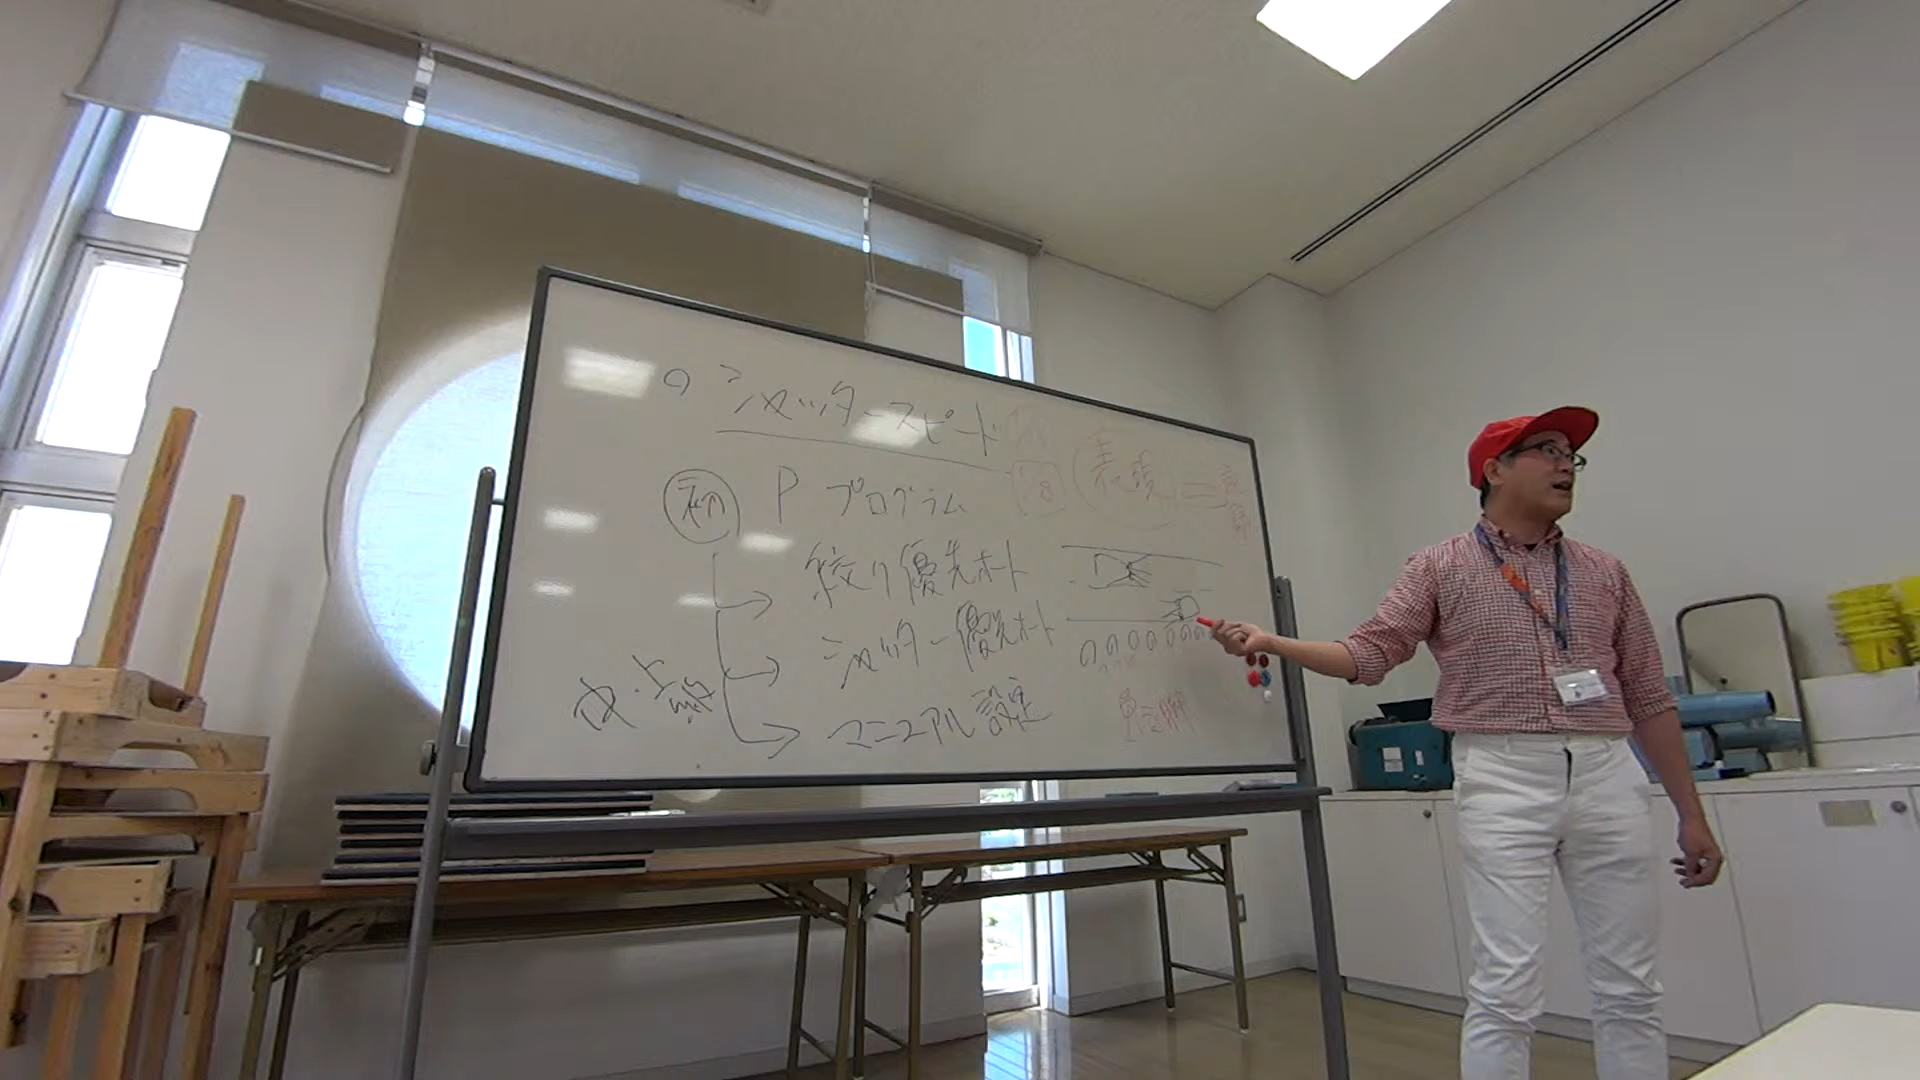 シャッタースピード
初 P プログラム
表現 =
絞り優先オート
シャッター優先オート
中・上級
マニュアル設定